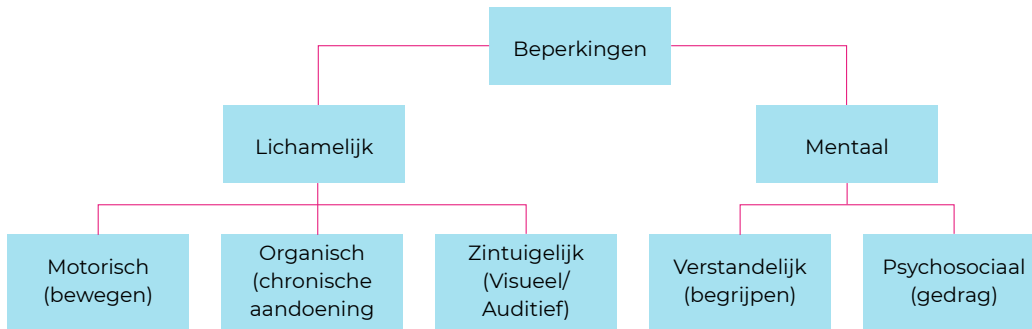 Beperkingen
Lichamelijk
Mentaal
Motorisch
(bewegen)
Organisch
(chronische
aandoening
Zintuigelijk
(Visueel/
Auditief)
Verstandelijk
(begrijpen)
Psychosociaal
(gedrag)